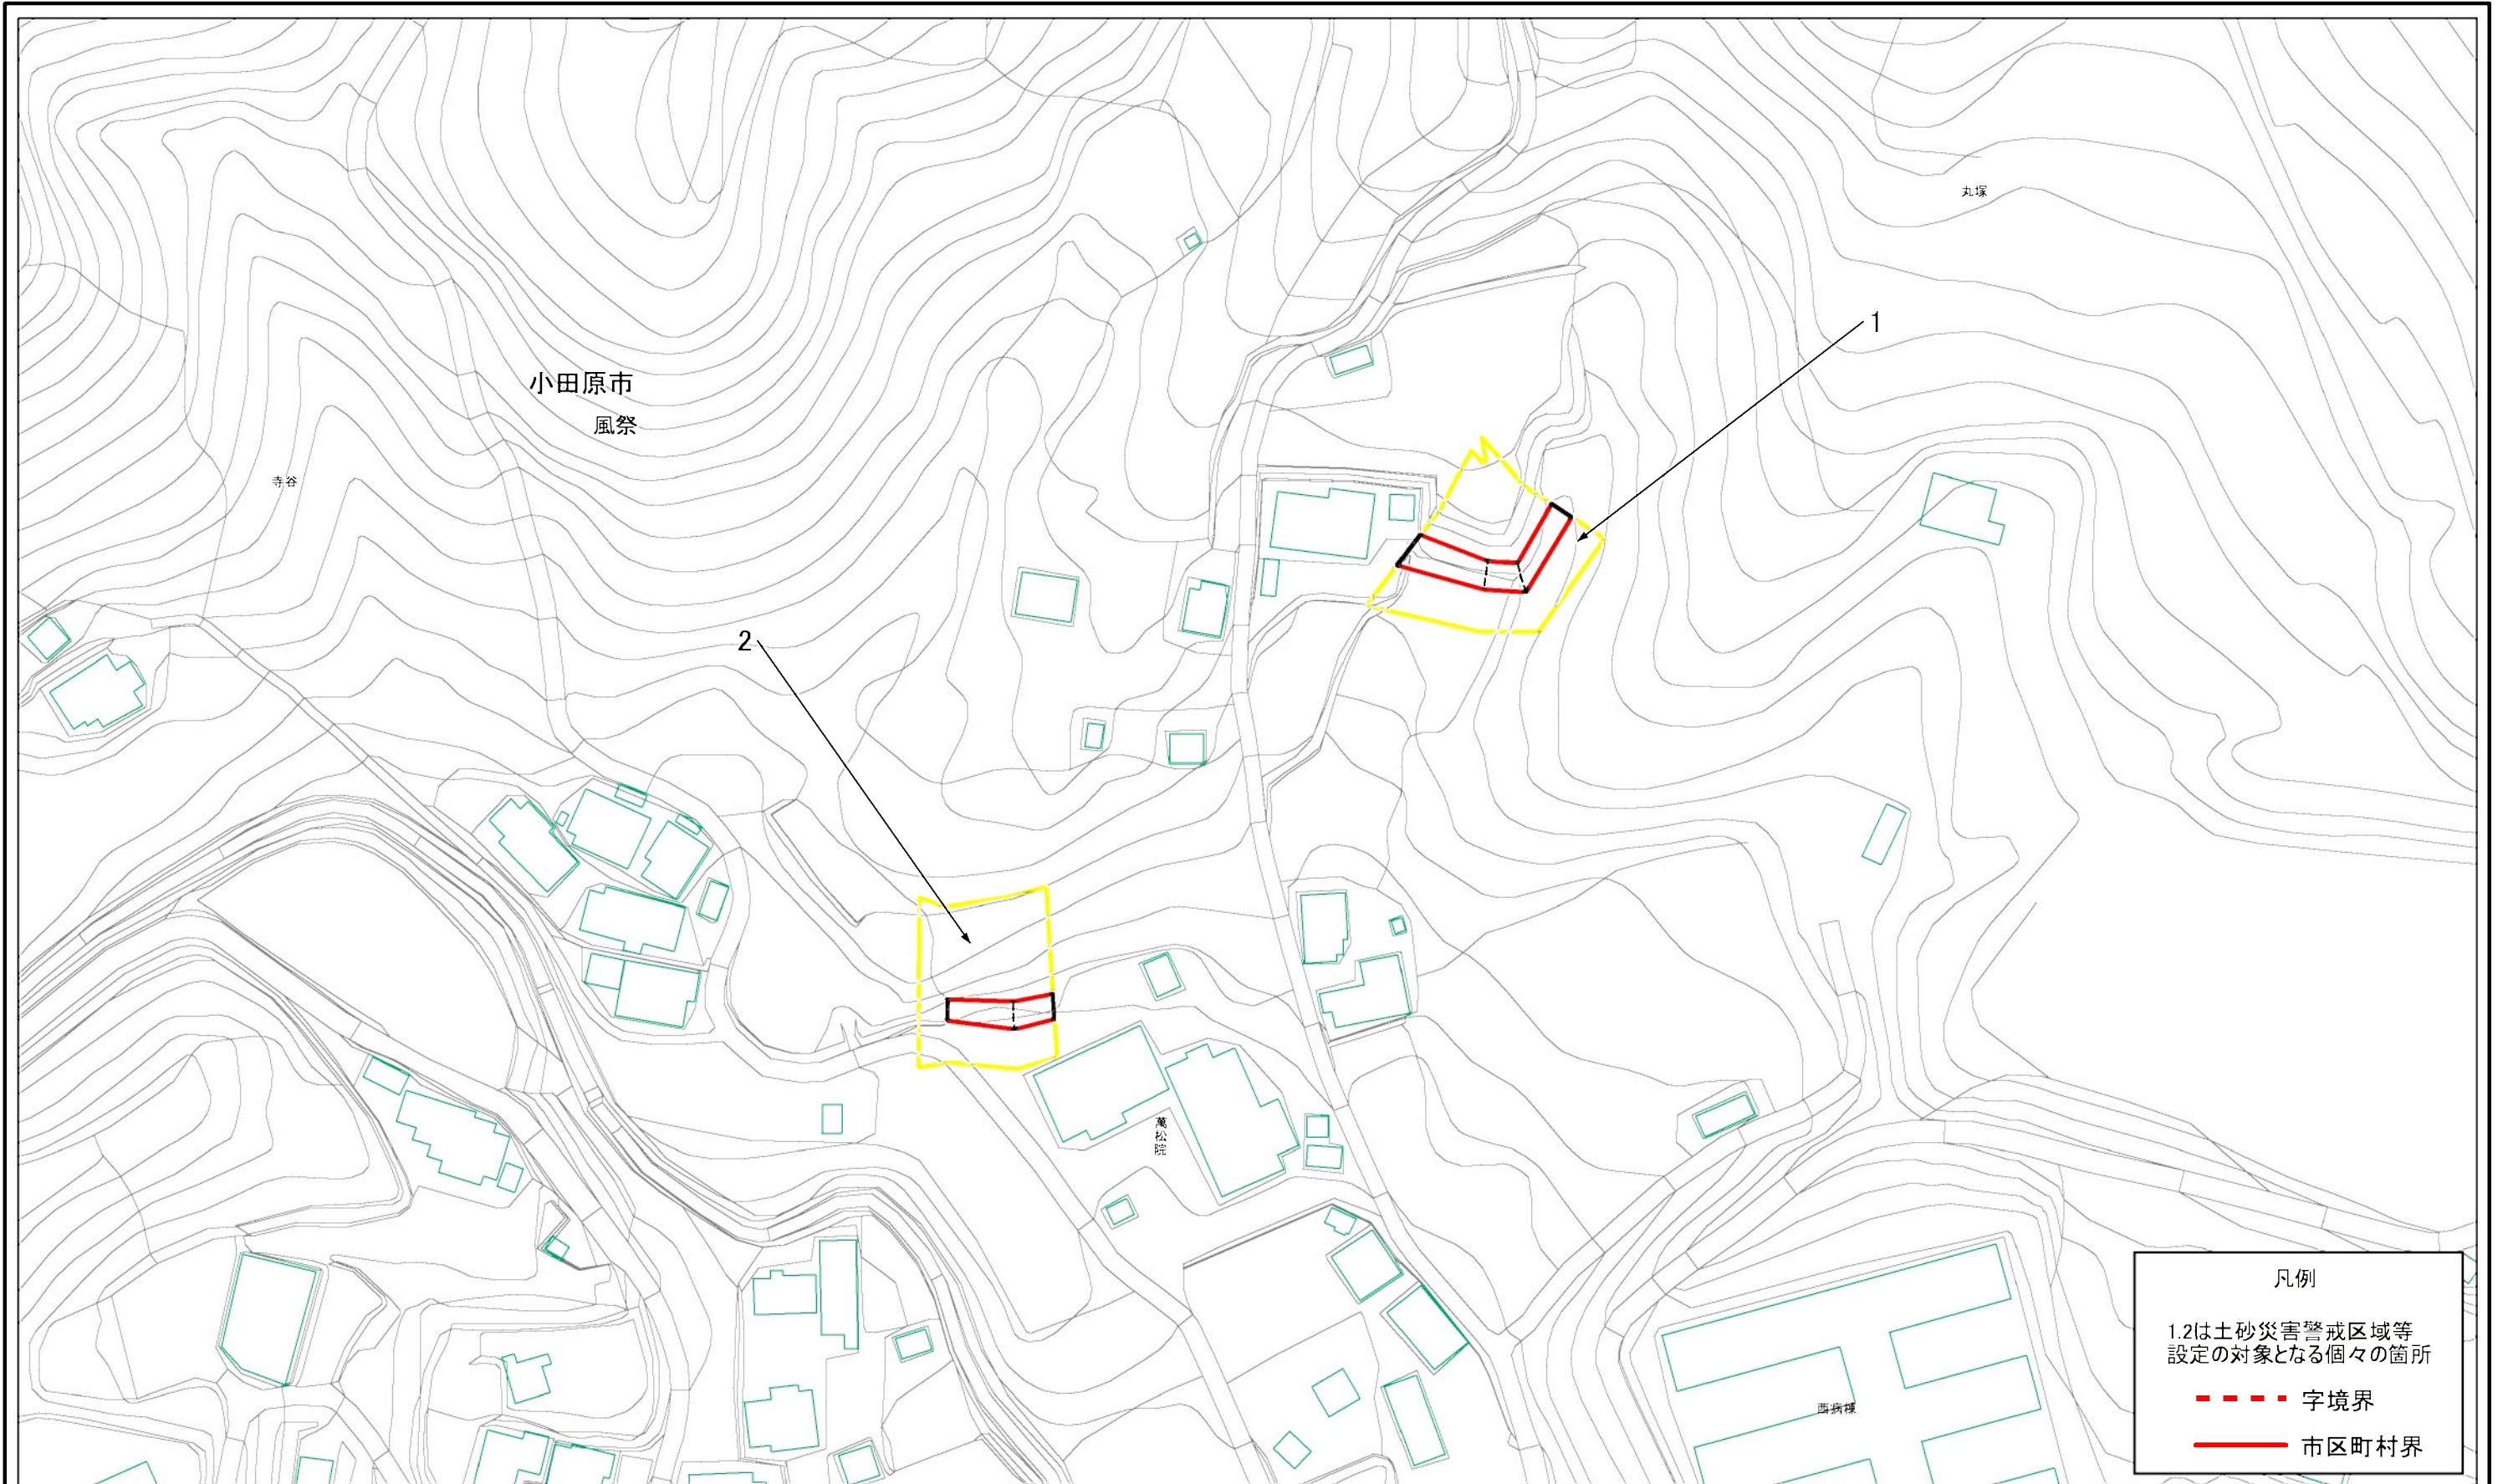 丸塚
1
小田原市
風祭
寺谷
2
萬松院
凡例
1.2は土砂災害警戒区域等
設定の対象となる個々の箇所
字境界
市区町村界
西病棟